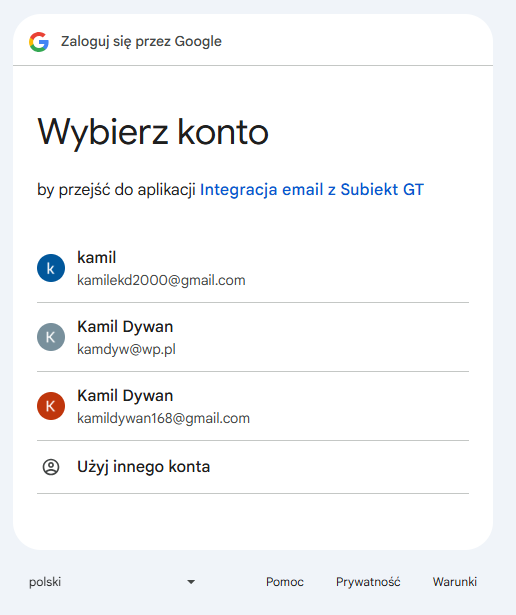 Zaloguj się przez Google
Wybierz konto
by przejść do aplikacji Integracja email z Subiekt GT
k
kamil
kamilekd2000@gmail.com
K
Kamil Dywan
kamdyw@wp.pl
K
Kamil Dywan
kamildywan168@gmail.com
Użyj innego konta
polski
Pomoc
Prywatność
Warunki